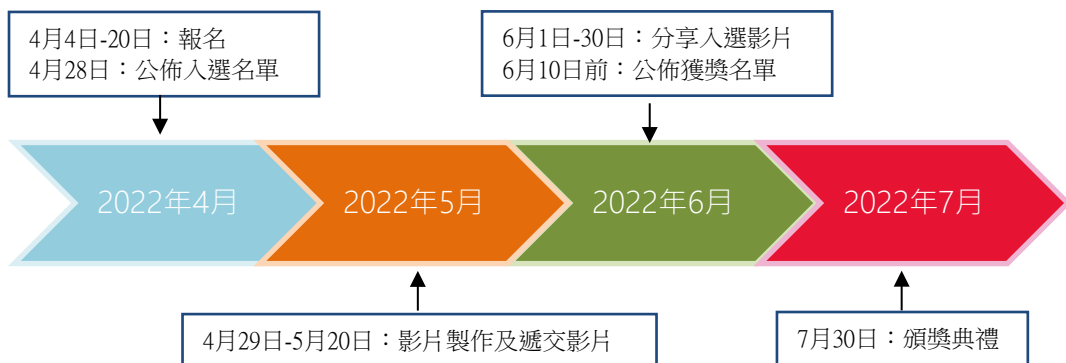 4月4日-20日：報名
4月28日：公佈入選名單
6月1日-30日：分享入選影片
6月10日前：公佈獲獎名單
2022年4月
2022年5月
2022年6月
2022年7月
4月29日-5月20日：影片製作及遞交影片
7月30日：頒獎典禮